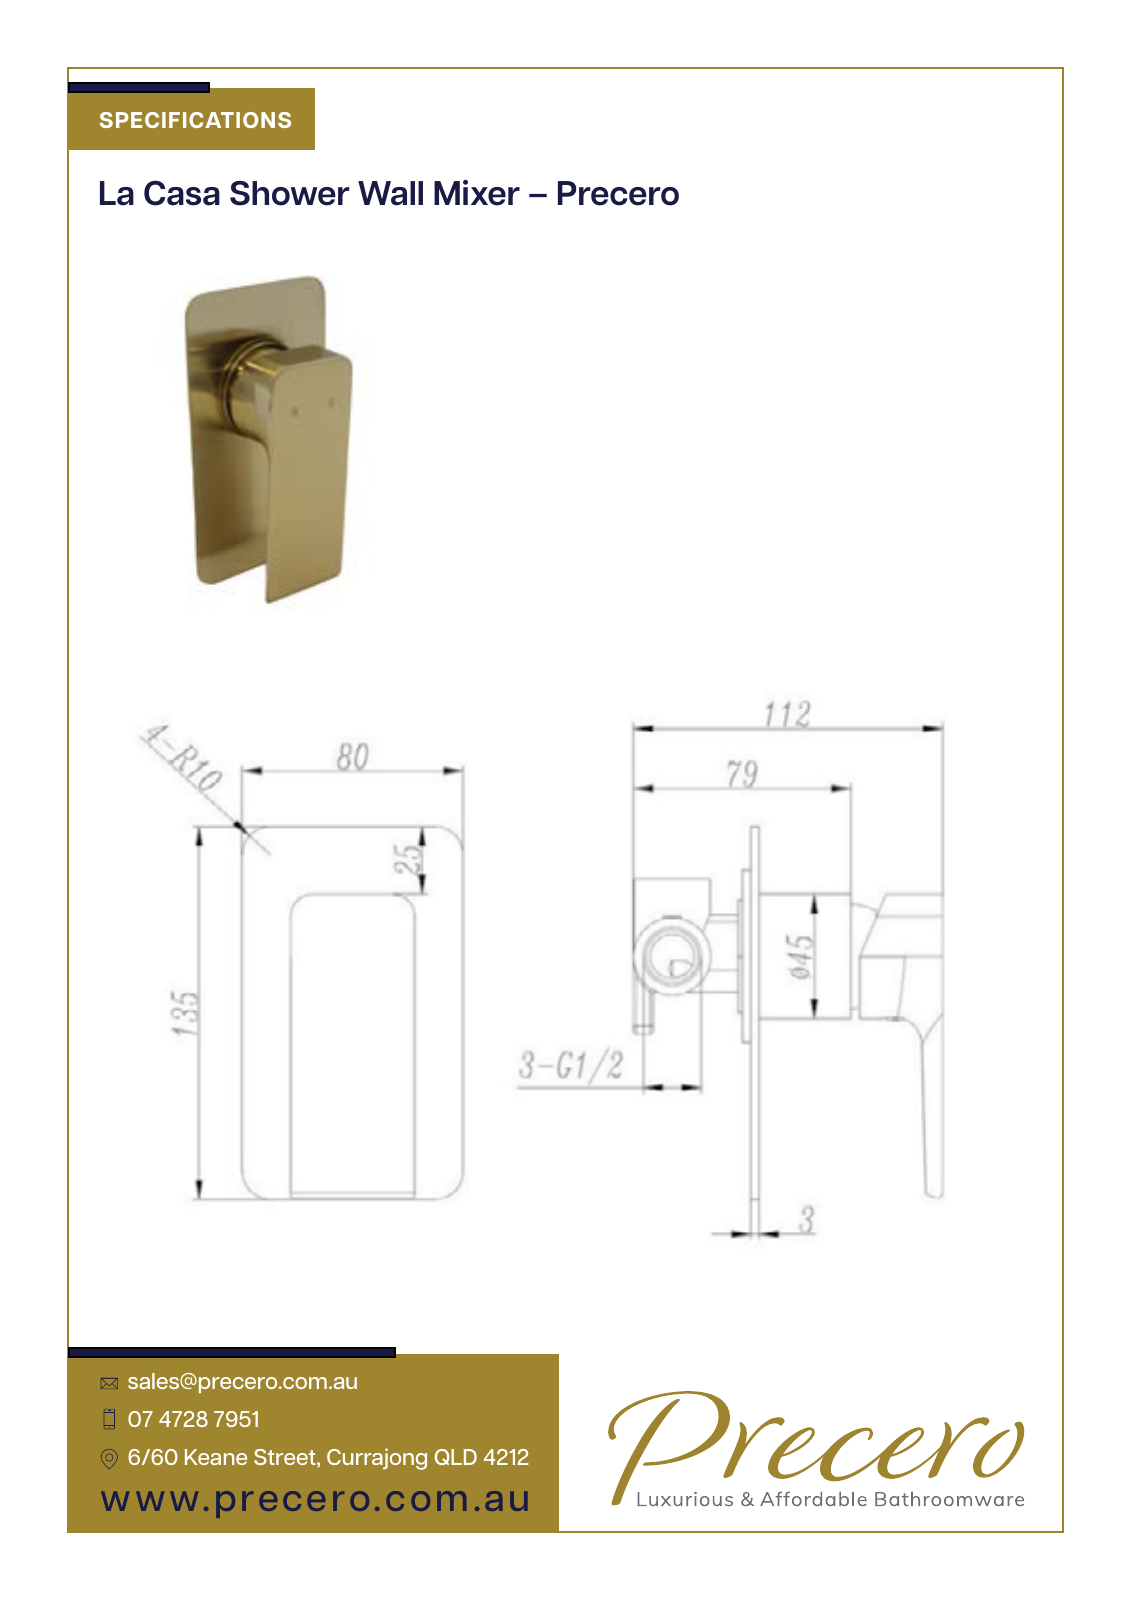 SPECIFICATIONS
La Casa Shower Wall Mixer – Precero
4-R10
80
25
135
112
79
ø45
3-G1/2
3
sales@precero.com.au
07 4728 7951
6/60 Keane Street, Currajong QLD 4212
www.precero.com.au
Precero
Luxurious & Affordable Bathroomware